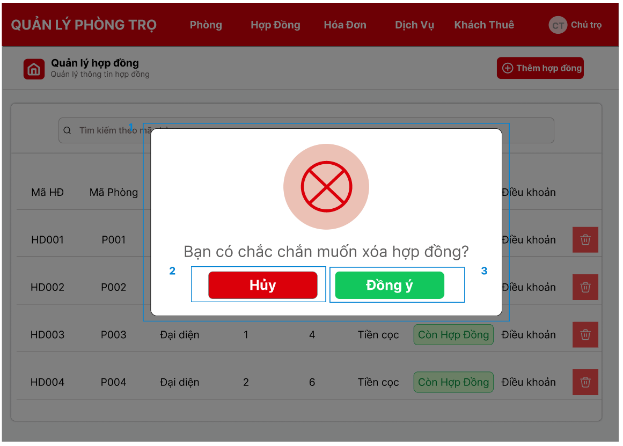 QUẢN LÝ PHÒNG TRỌ Phòng Hợp Đồng Hóa Đơn Dịch Vụ Khách Thuê CT Chủ trọ
Quản lý hợp đồng
Quản lý thông tin hợp đồng
Thêm hợp đồng
1
Tìm kiếm theo mã
Mã HĐ Mã Phòng Điều khoản
HD001 P001 Điều khoản
Bạn có chắc chắn muốn xóa hợp đồng?
2 Hủy Đồng ý 3
HD002 P002 Điều khoản
HD003 P003 Đại diện 1 4 Tiền cọc Còn Hợp Đồng Điều khoản
HD004 P004 Đại diện 2 6 Tiền cọc Còn Hợp Đồng Điều khoản